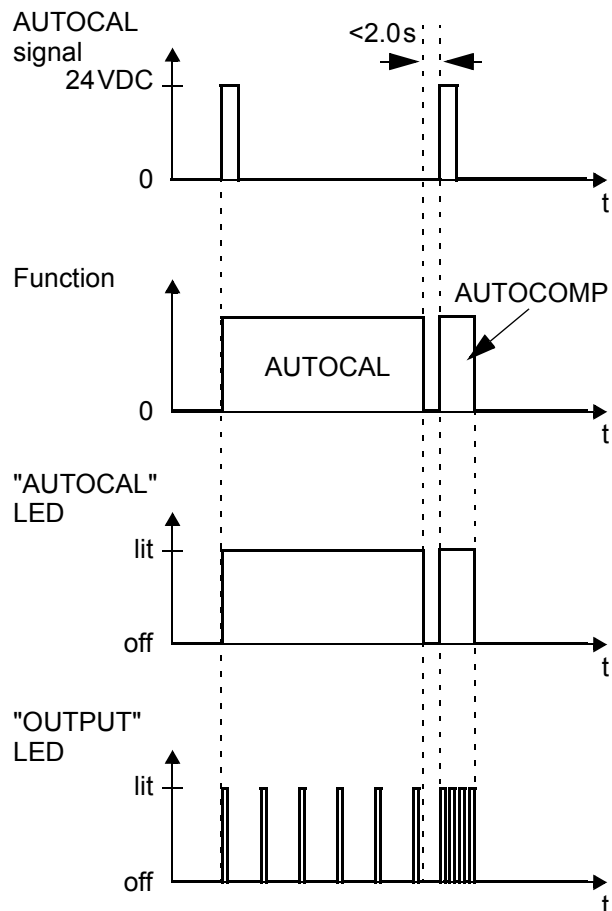 AUTOCAL
signal
<2.0s
24VDC
0
t
Function
AUTOCOMP
AUTOCAL
0
t
"AUTOCAL"
LED
lit
off
t
"OUTPUT"
LED
lit
off
t